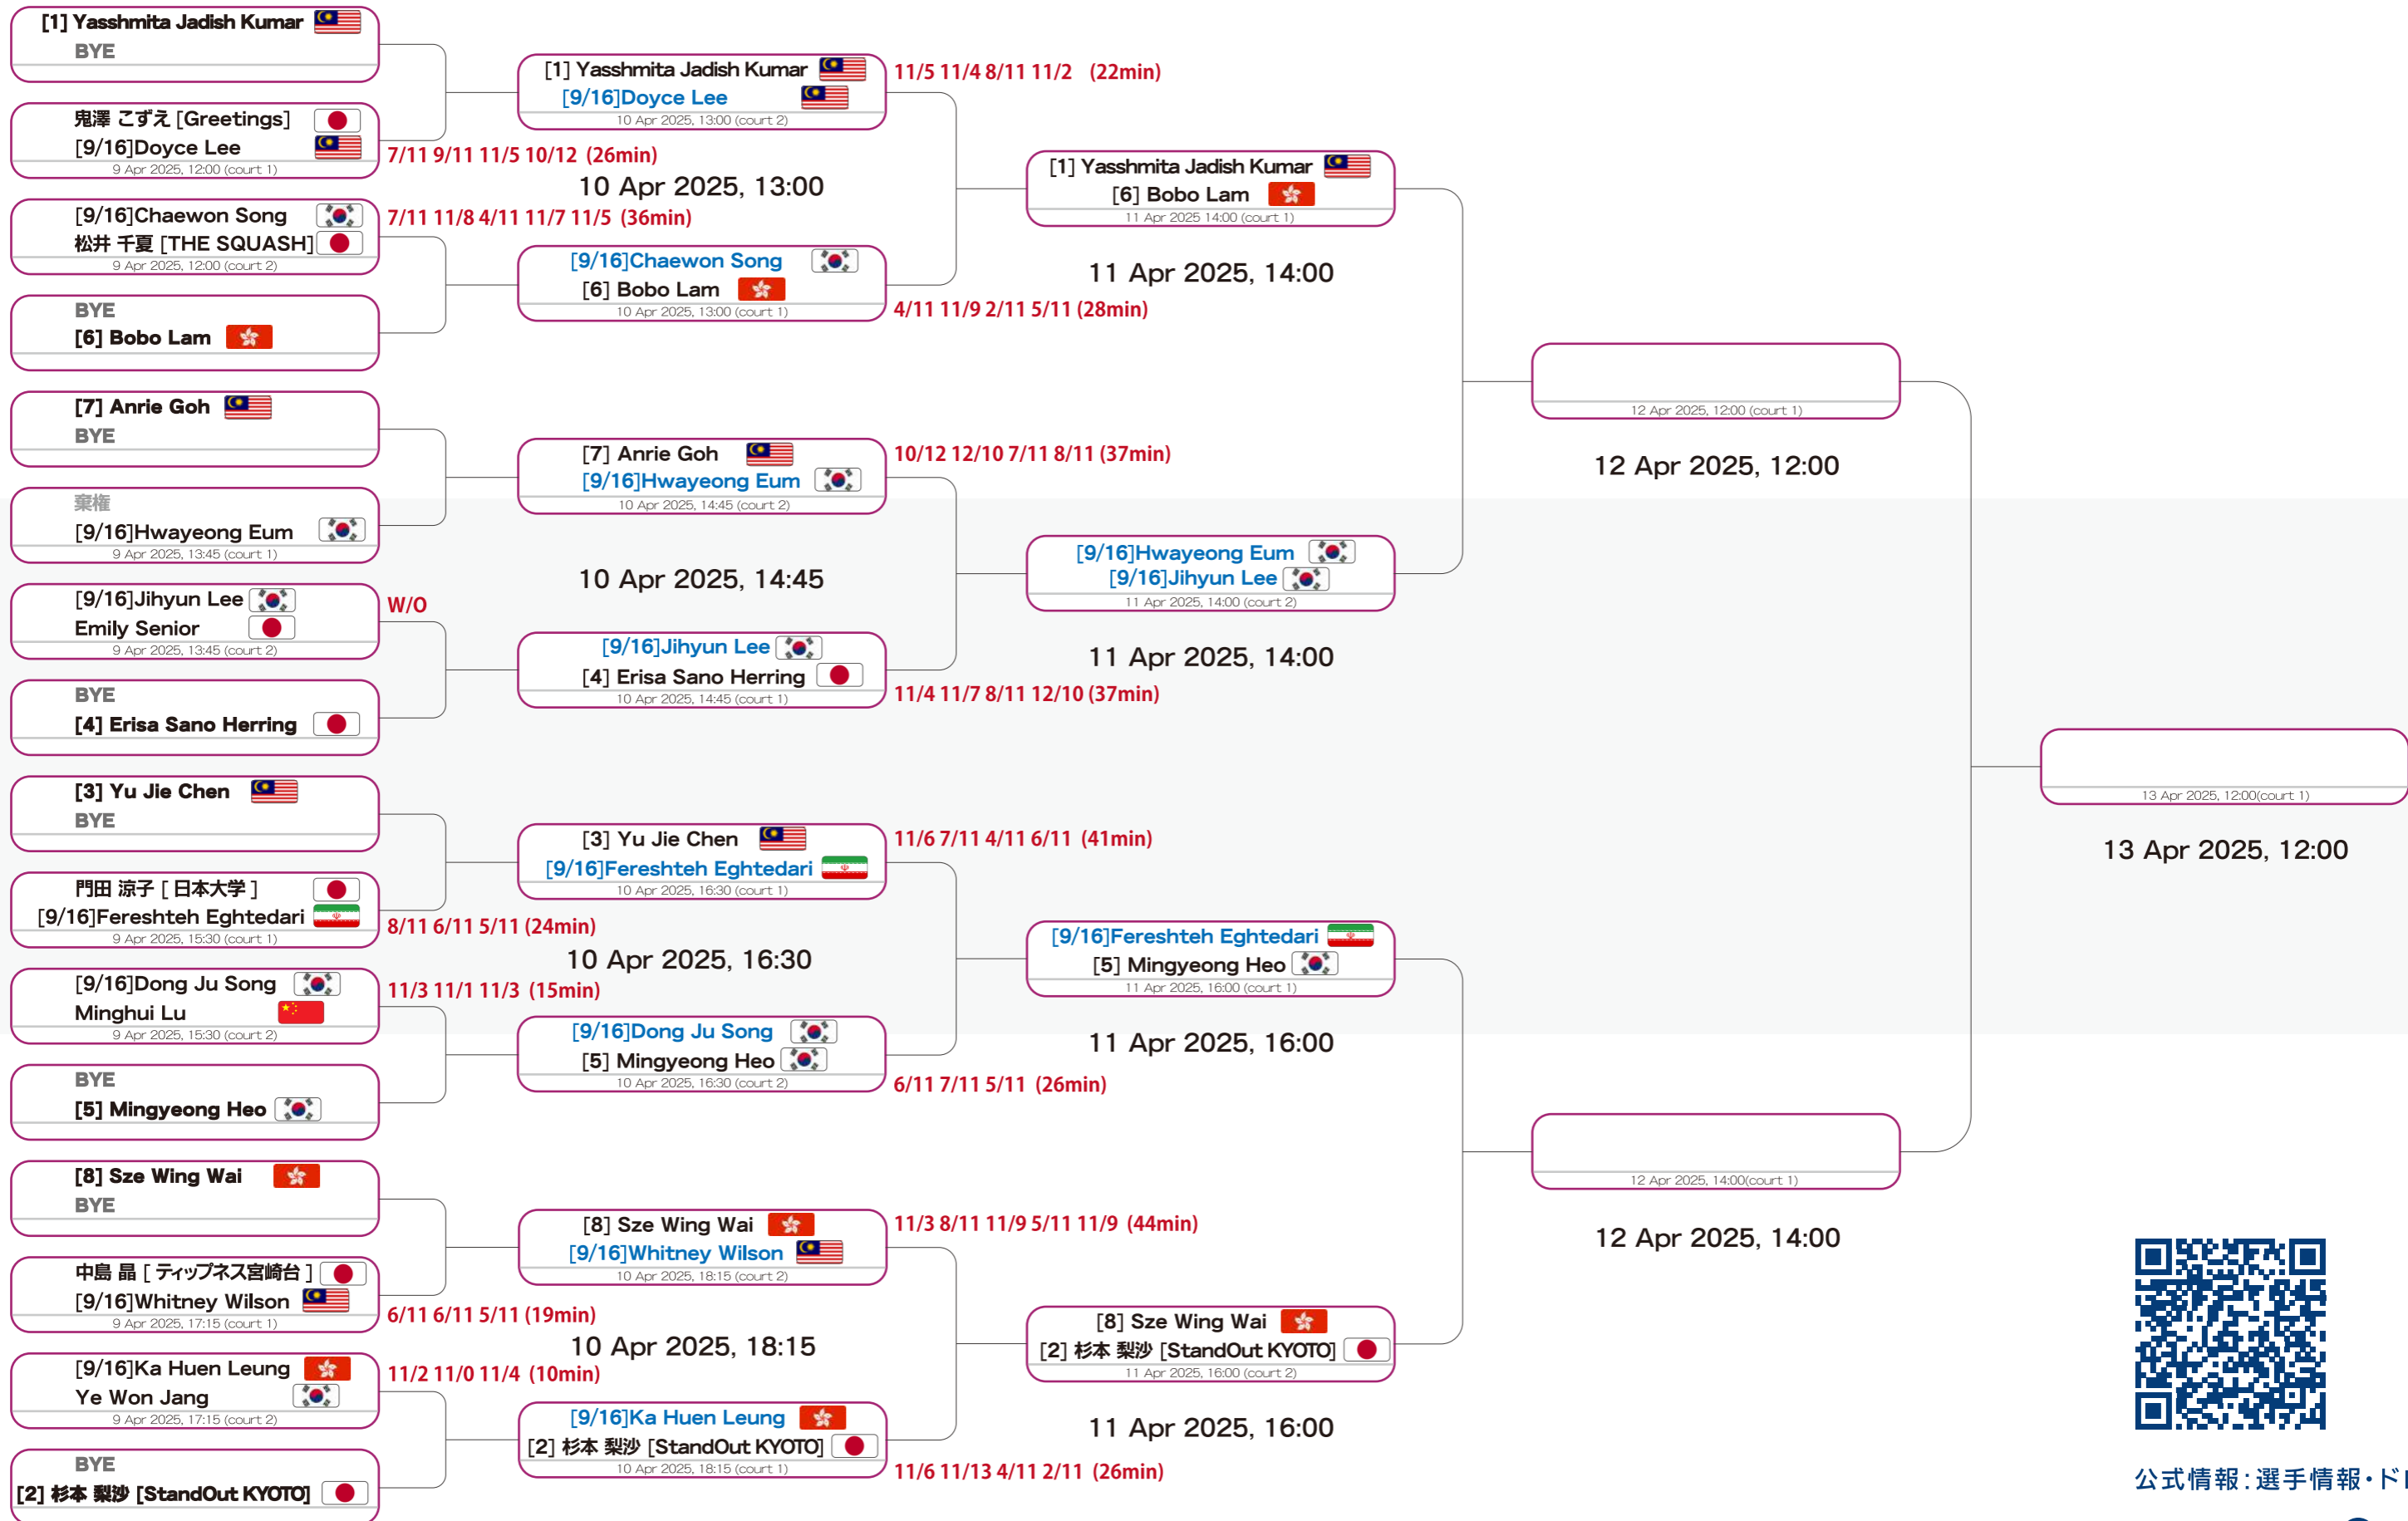 [1] Yasshmita Jadish Kumar
BYE
鬼澤 こずえ [Greetings]
[9/16]Doyce Lee
9 Apr 2025, 12:00 (court 1)
7/11 9/11 11/5 10/12 (26min)
[9/16]Chaewon Song
松井 千夏 [THE SQUASH]
9 Apr 2025, 12:00 (court 2)
7/11 11/8 4/11 11/7 11/5 (36min)
BYE
[6] Bobo Lam
[7] Anrie Goh
BYE
棄権
[9/16]Hwayeong Eum
9 Apr 2025, 13:45 (court 1)
[9/16]Jihyun Lee
Emily Senior
9 Apr 2025, 13:45 (court 2)
W/O
BYE
[4] Erisa Sano Herring
[3] Yu Jie Chen
BYE
門田 涼子 [ 日本大学 ]
[9/16]Fereshteh Eghtedari
9 Apr 2025, 15:30 (court 1)
8/11 6/11 5/11 (24min)
[9/16]Dong Ju Song
Minghui Lu
9 Apr 2025, 15:30 (court 2)
11/3 11/1 11/3 (15min)
BYE
[5] Mingyeong Heo
[8] Sze Wing Wai
BYE
中島 晶 [ ティップネス宮崎台 ]
[9/16]Whitney Wilson
9 Apr 2025, 17:15 (court 1)
6/11 6/11 5/11 (19min)
[9/16]Ka Huen Leung
Ye Won Jang
9 Apr 2025, 17:15 (court 2)
11/2 11/0 11/4 (10min)
BYE
[2] 杉本 梨沙 [StandOut KYOTO]
[1] Yasshmita Jadish Kumar
[9/16]Doyce Lee
10 Apr 2025, 13:00 (court 2)
11/5 11/4 8/11 11/2 (22min)
10 Apr 2025, 13:00
[9/16]Chaewon Song
[6] Bobo Lam
10 Apr 2025, 13:00 (court 1)
4/11 11/9 2/11 5/11 (28min)
[7] Anrie Goh
[9/16]Hwayeong Eum
10 Apr 2025, 14:45 (court 2)
10/12 12/10 7/11 8/11 (37min)
10 Apr 2025, 14:45
[9/16]Jihyun Lee
[4] Erisa Sano Herring
10 Apr 2025, 14:45 (court 1)
11/4 11/7 8/11 12/10 (37min)
[3] Yu Jie Chen
[9/16]Fereshteh Eghtedari
10 Apr 2025, 16:30 (court 1)
11/6 7/11 4/11 6/11 (41min)
10 Apr 2025, 16:30
[9/16]Dong Ju Song
[5] Mingyeong Heo
10 Apr 2025, 16:30 (court 2)
6/11 7/11 5/11 (26min)
[8] Sze Wing Wai
[9/16]Whitney Wilson
10 Apr 2025, 18:15 (court 2)
11/3 8/11 11/9 5/11 11/9 (44min)
10 Apr 2025, 18:15
[9/16]Ka Huen Leung
[2] 杉本 梨沙 [StandOut KYOTO]
10 Apr 2025, 18:15 (court 1)
11/6 11/13 4/11 2/11 (26min)
[1] Yasshmita Jadish Kumar
[6] Bobo Lam
11 Apr 2025 14:00 (court 1)
11 Apr 2025, 14:00
[9/16]Hwayeong Eum
[9/16]Jihyun Lee
11 Apr 2025, 14:00 (court 2)
11 Apr 2025, 14:00
[9/16]Fereshteh Eghtedari
[5] Mingyeong Heo
11 Apr 2025, 16:00 (court 1)
11 Apr 2025, 16:00
[8] Sze Wing Wai
[2] 杉本 梨沙 [StandOut KYOTO]
11 Apr 2025, 16:00 (court 2)
11 Apr 2025, 16:00
12 Apr 2025, 12:00 (court 1)
12 Apr 2025, 12:00
12 Apr 2025, 14:00(court 1)
12 Apr 2025, 14:00
13 Apr 2025, 12:00(court 1)
13 Apr 2025, 12:00
公式情報：選手情報・ド